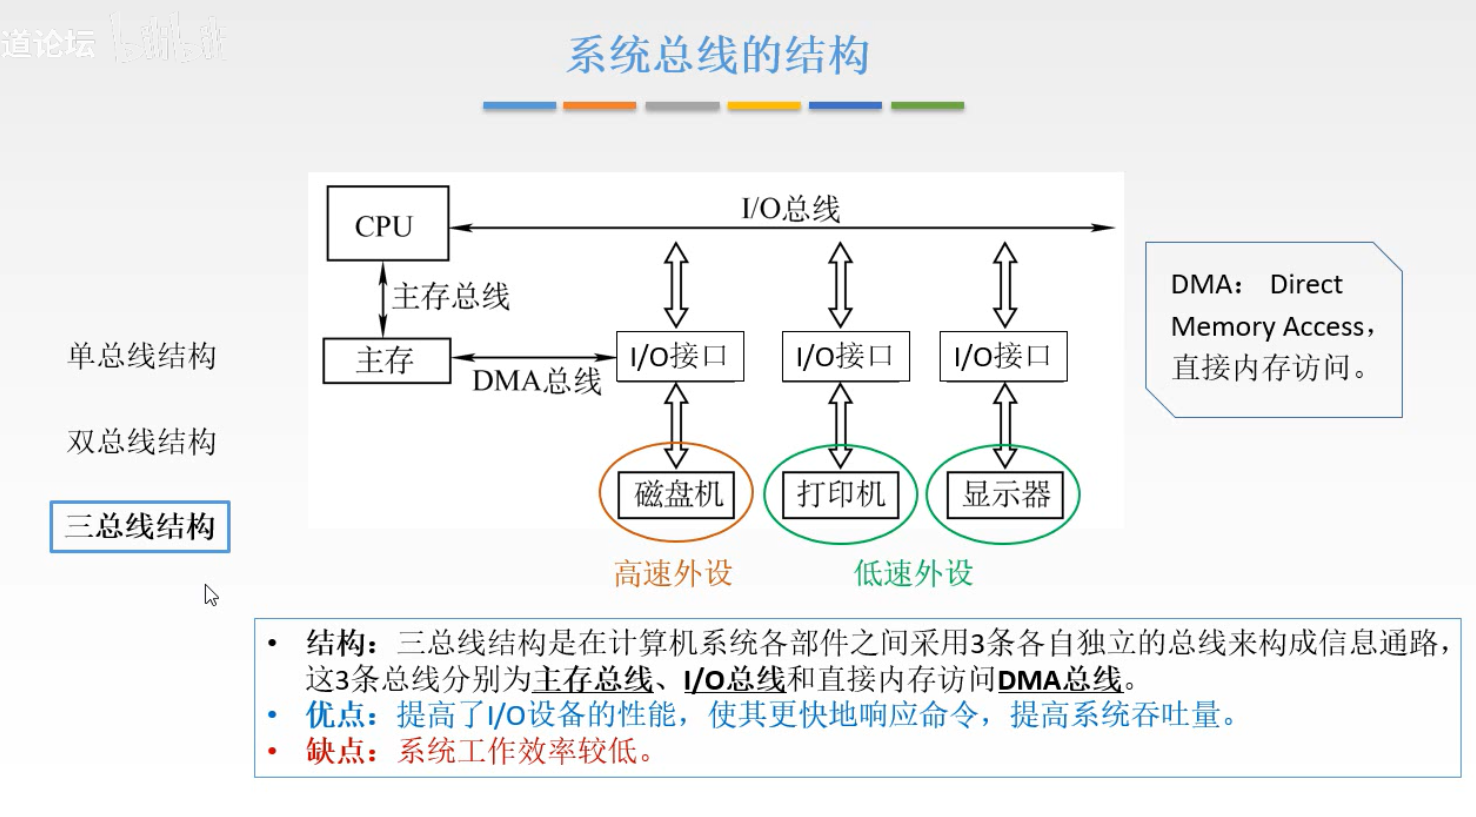 道论坛
bilibili
系统总线的结构
CPU
I/O总线
主存总线
主存
DMA总线
I/O接口
I/O接口
I/O接口
磁盘机
打印机
显示器
高速外设
低速外设
DMA： Direct
Memory Access，
直接内存访问。
单总线结构
双总线结构
三总线结构
• 结构：三总线结构是在计算机系统各部件之间采用3条各自独立的总线来构成信息通路，
这3条总线分别为主存总线、I/O总线和直接内存访问DMA总线。
• 优点：提高了I/O设备的性能，使其更快地响应命令，提高系统吞吐量。
• 缺点：系统工作效率较低。